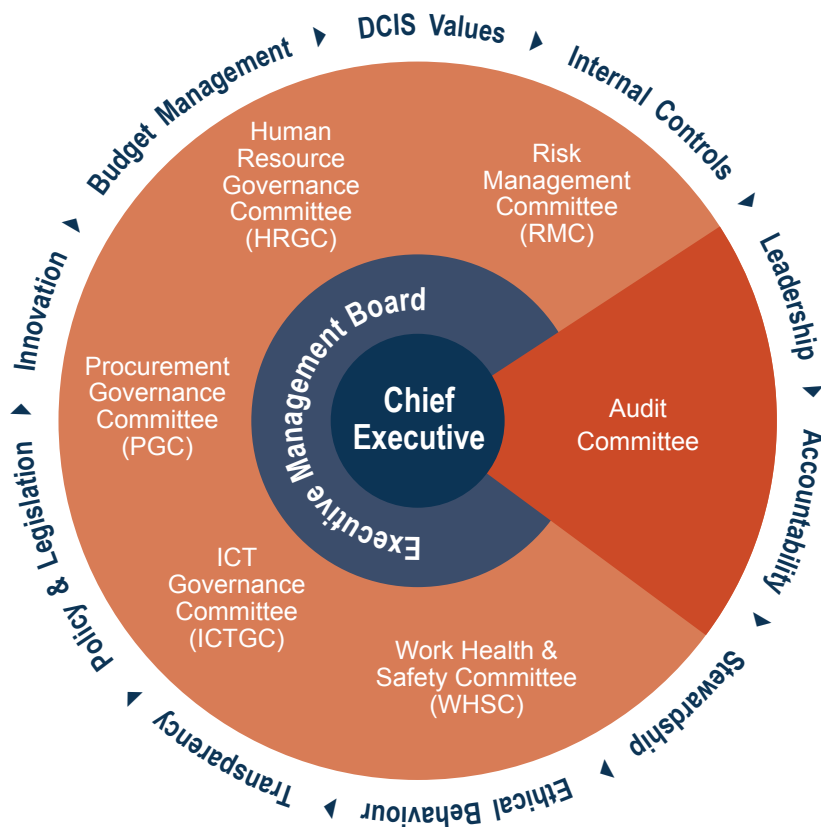 DCIS Values
Internal Controls
Leadership
Accountability
Stewardship
Ethical Behaviour
Transparency
Policy & Legislation
Innovation
Budget Management
Human
Resource
Governance
Committee
(HRGC)
Risk
Management
Committee
(RMC)
Executive Management Board
Chief
Executive
Audit
Committee
Procurement
Governance
Committee
(PGC)
ICT
Governance
Committee
(ICTGC)
Work Health &
Safety Committee
(WHSC)